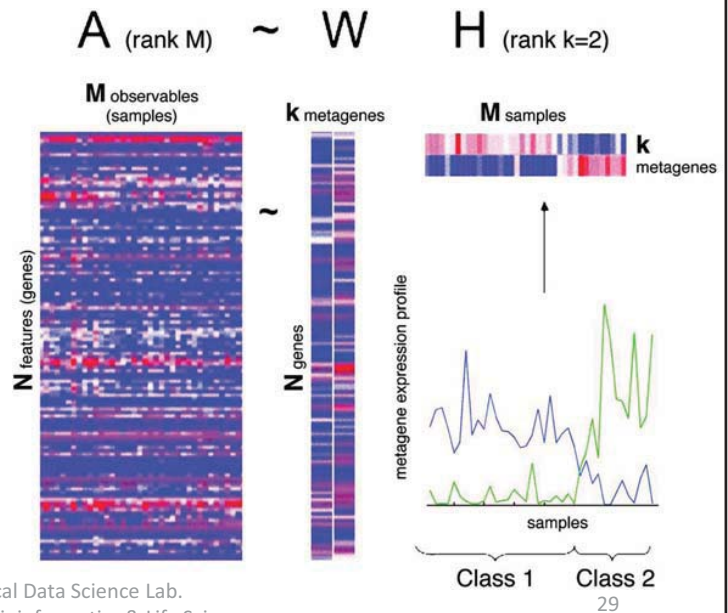 A (rank M) ~ W H (rank k=2)
M observables
(samples)
k metagenes
M samples
k
metagenes
~
N features (genes)
N genes
metagene expression profile
samples
Class 1
Class 2
cal Data Science Lab.
29